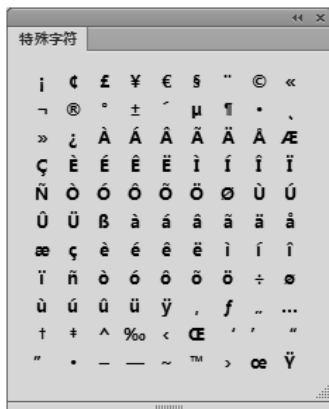 特殊字符
¡ ¢ £ ¥ € § ¨ © «
¬ ® ° ± ´ µ ¶ · ¸
» ¿ À Á Â Ã Ä Å Æ
Ç È É Ê Ë Ì Í Î Ï
Ñ Ò Ó Ô Õ Ö Ø Ù Ú
Û Ü ß à á â ã ä å
æ ç è é ê ë ì í î
ï ñ ò ó ô õ ö ÷ ø
ù ú û ü ÿ ‚ ƒ „ …
† ‡ ^ ‰ ‹ Œ ‘ ’ “
” • – — ~ ™ › œ Ÿ